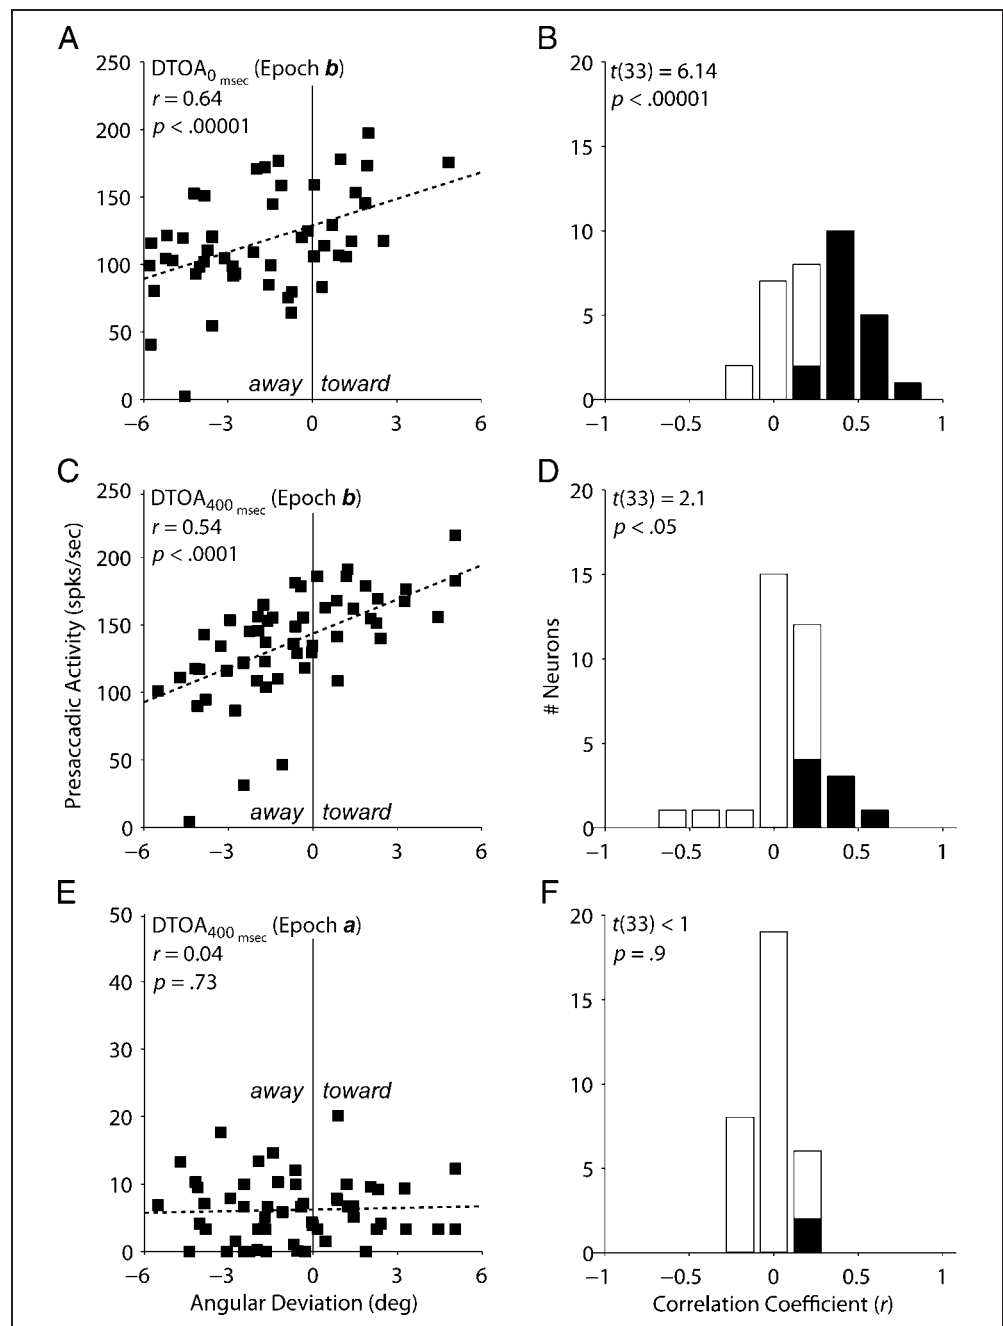 A
250
DTOA0 msec (Epoch b)
r = 0.64
p < .00001
200
150
100
50
0
away toward
−6 −3 0 3 6
B
20
t(33) = 6.14
p < .00001
15
10
5
0
−1 −0.5 0 0.5 1
C
250
DTOA400 msec (Epoch b)
r = 0.54
p < .0001
200
150
100
50
0
away toward
−6 −3 0 3 6
Presaccadic Activity (spks/sec)
D
20
t(33) = 2.1
p < .05
15
10
5
0
−1 −0.5 0 0.5 1
# Neurons
E
50
DTOA400 msec (Epoch a)
r = 0.04
p = .73
40
30
away toward
20
10
0
−6 −3 0 3 6
Angular Deviation (deg)
F
20
t(33) < 1
p = .9
15
10
5
0
−1 −0.5 0 0.5 1
Correlation Coefficient (r)